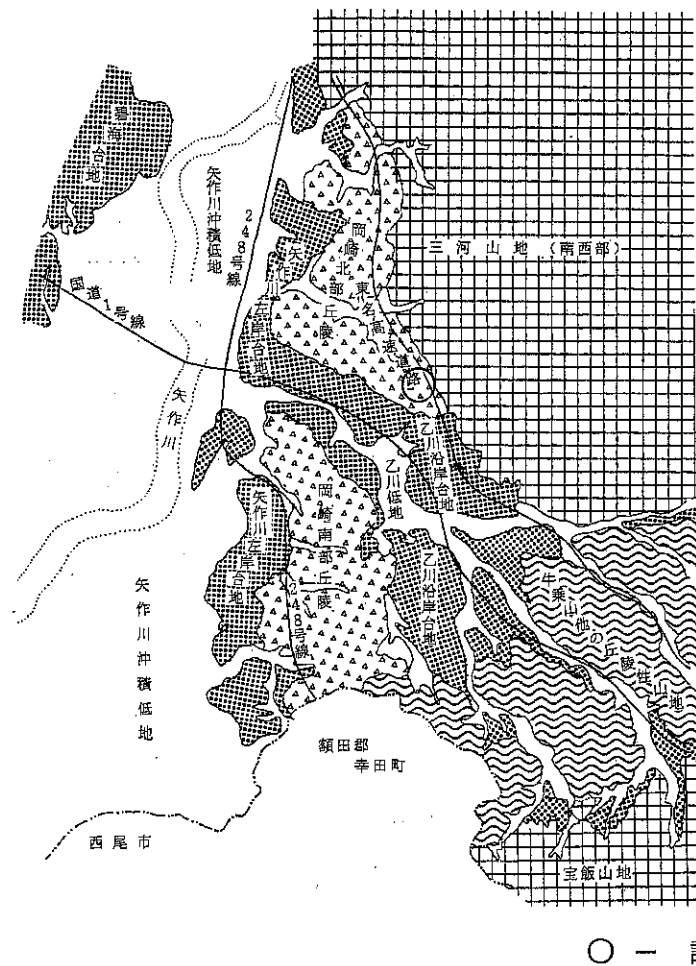 碧海台地
矢作川沖積低地
248号線
岡崎北部丘陵
矢作川左岸台地
東名高速道路
三河山地(南西部)
国道1号線
矢作川
乙川沿岸台地
乙川低地
岡崎南部丘陵
矢作川左岸台地
248号線
乙川沿岸台地
牛乗山他の丘陵性山地
矢作川沖積低地
額田郡
幸田町
西尾市
宝飯山地
〇一